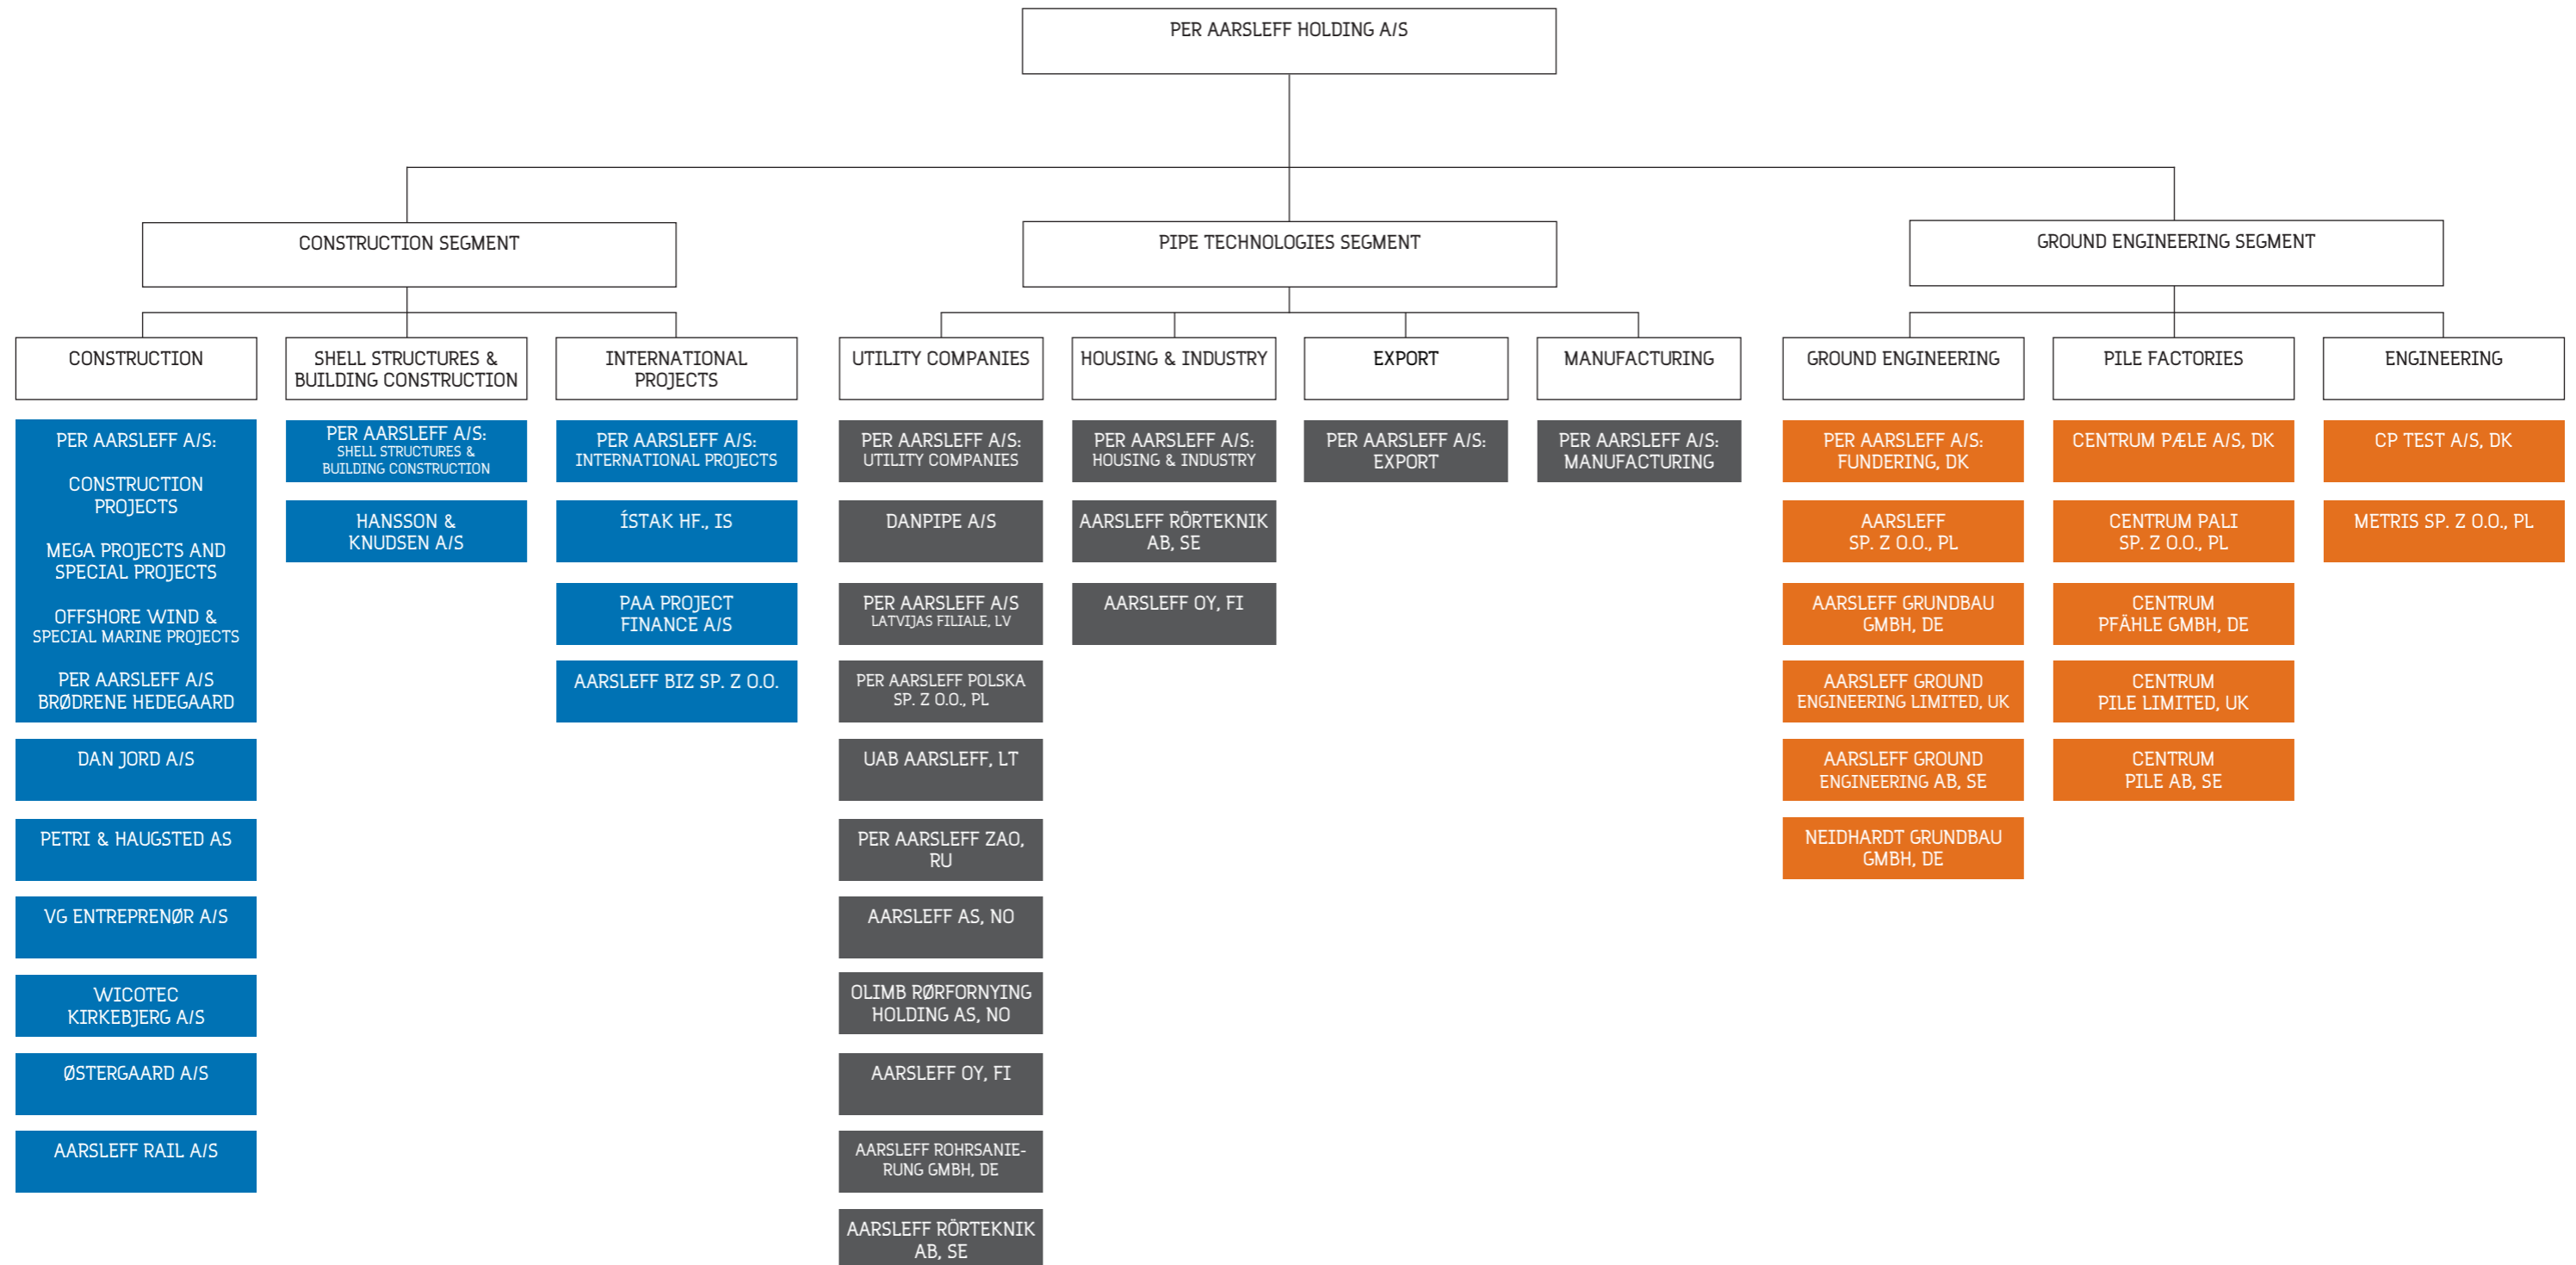 PER AARSLEFF HOLDING A/S
CONSTRUCTION SEGMENT
PIPE TECHNOLOGIES SEGMENT
GROUND ENGINEERING SEGMENT
CONSTRUCTION
SHELL STRUCTURES &
BUILDING CONSTRUCTION
INTERNATIONAL
PROJECTS
UTILITY COMPANIES
HOUSING & INDUSTRY
EXPORT
MANUFACTURING
GROUND ENGINEERING
PILE FACTORIES
ENGINEERING
PER AARSLEFF A/S:
CONSTRUCTION
PROJECTS
MEGA PROJECTS AND
SPECIAL PROJECTS
OFFSHORE WIND &
SPECIAL MARINE PROJECTS
PER AARSLEFF A/S
BRØDRENE HEDEGAARD
DAN JORD A/S
PETRI & HAUGSTED AS
VG ENTREPRENØR A/S
WICOTEC
KIRKEBJERG A/S
ØSTERGAARD A/S
AARSLEFF RAIL A/S
PER AARSLEFF A/S:
SHELL STRUCTURES &
BUILDING CONSTRUCTION
HANSSON &
KNUDSEN A/S
PER AARSLEFF A/S:
INTERNATIONAL PROJECTS
ÍSTAK HF., IS
PAA PROJECT
FINANCE A/S
AARSLEFF BIZ SP. Z O.O.
PER AARSLEFF A/S:
UTILITY COMPANIES
DANPIPE A/S
PER AARSLEFF A/S
LATVIJAS FILIALE, LV
PER AARSLEFF POLSKA
SP. Z O.O., PL
UAB AARSLEFF, LT
PER AARSLEFF ZAO,
RU
AARSLEFF AS, NO
OLIMB RØRFORNYING
HOLDING AS, NO
AARSLEFF OY, FI
AARSLEFF ROHRSANIE-
RUNG GMBH, DE
AARSLEFF RÖRTEKNIK
AB, SE
PER AARSLEFF A/S:
HOUSING & INDUSTRY
AARSLEFF RÖRTEKNIK
AB, SE
AARSLEFF OY, FI
PER AARSLEFF A/S:
EXPORT
PER AARSLEFF A/S:
MANUFACTURING
PER AARSLEFF A/S:
FUNDERING, DK
AARSLEFF
SP. Z O.O., PL
AARSLEFF GRUNDBAU
GMBH, DE
AARSLEFF GROUND
ENGINEERING LIMITED, UK
AARSLEFF GROUND
ENGINEERING AB, SE
NEIDHARDT GRUNDBAU
GMBH, DE
CENTRUM PÆLE A/S, DK
CENTRUM PALI
SP. Z O.O., PL
CENTRUM
PFÄHLE GMBH, DE
CENTRUM
PILE LIMITED, UK
CENTRUM
PILE AB, SE
CP TEST A/S, DK
METRIS SP. Z O.O., PL